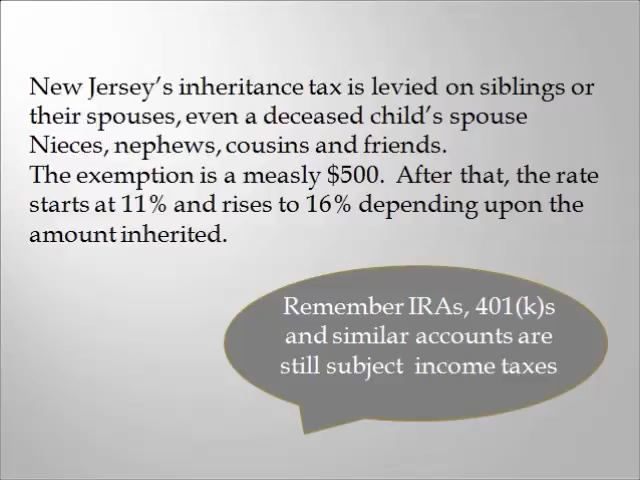 New Jersey’s inheritance tax is levied on siblings or
their spouses, even a deceased child’s spouse
Nieces, nephews, cousins and friends.
The exemption is a measly $500.  After that, the rate
starts at 11% and rises to 16% depending upon the
amount inherited.
Remember IRAs, 401(k)s
and similar accounts are
still subject  income taxes